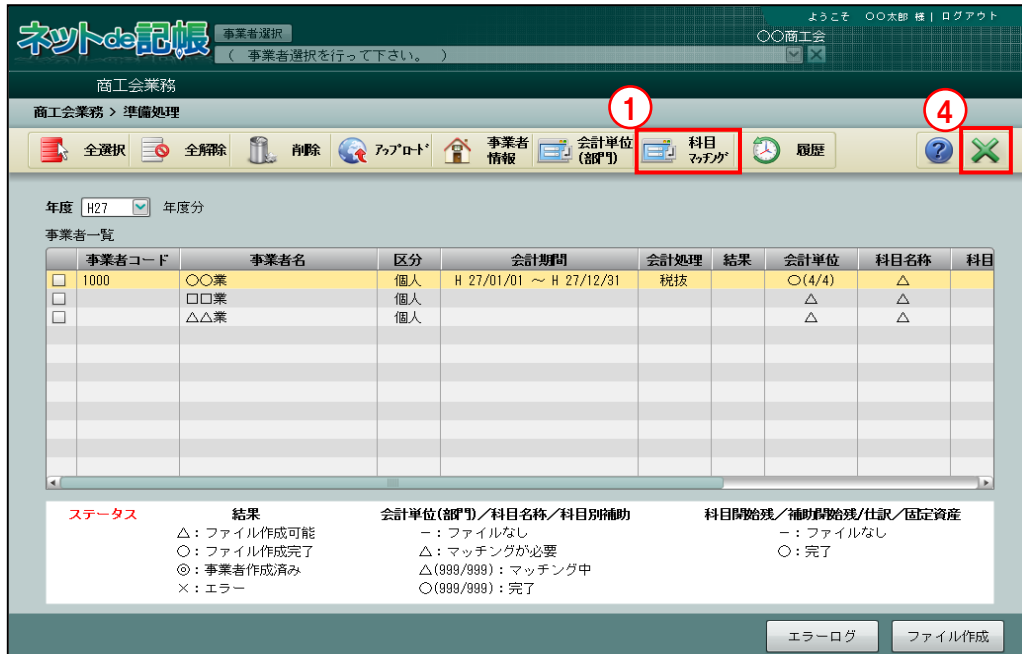 ようこそ ○○太郎 様 | ログアウト
ネットde記帳
事業者選択
○○商工会
( 事業者選択を行って下さい。 )
商工会業務
商工会業務 > 準備処理
1
4
全選択
全解除
削除
ｱｯﾌﾟﾛｰﾄﾞ
事業者
情報
会計単位
(部門)
科目
ﾏｯﾁﾝｸﾞ
履歴
?
年度 H27 年度分
事業者一覧
事業者コード 事業者名 区分 会計期間 会計処理 結果 会計単位 科目名称 科目
1000 ○○業 個人 H 27/01/01 ～ H 27/12/31 税抜 ○(4/4) △
□□業 個人 △ △
△△業 個人 △ △
ステータス
結果
△：ファイル作成可能
○：ファイル作成完了
◎：事業者作成済み
×：エラー
会計単位(部門)／科目名称／科目別補助
－：ファイルなし
△：マッチングが必要
△(999/999)：マッチング中
○(999/999)：完了
科目開始残／補助開始残/仕訳／固定資産
－：ファイルなし
○：完了
エラーログ
ファイル作成